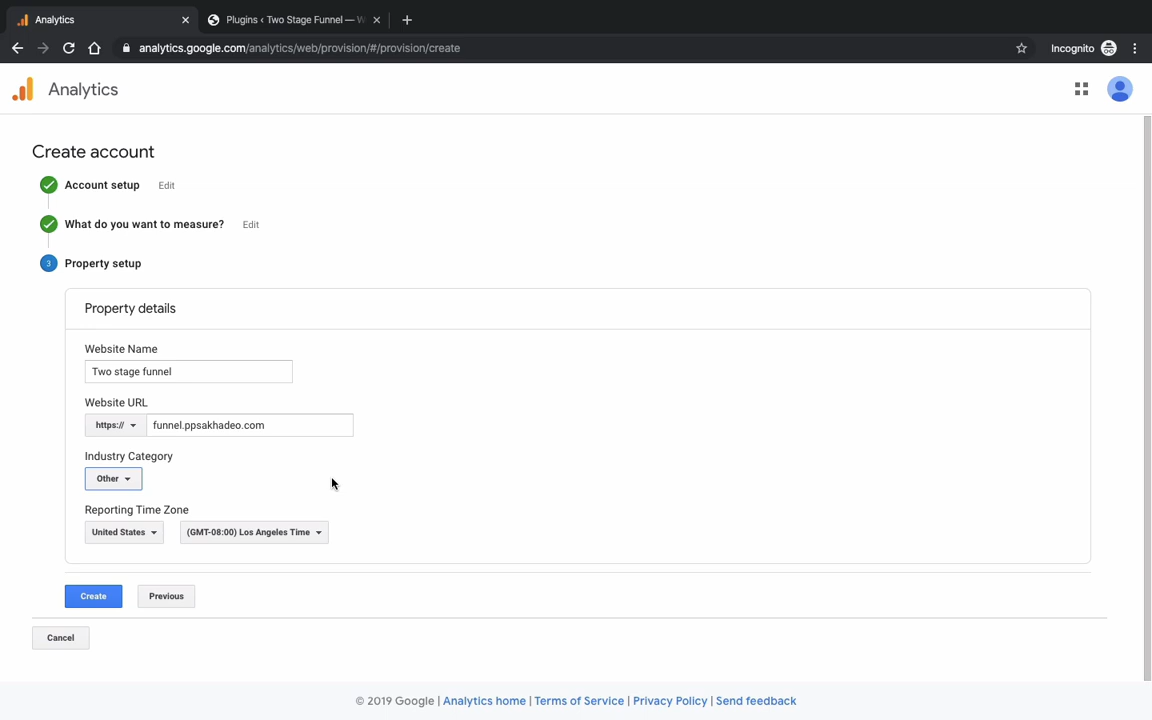 Analytics
Plugins ‹ Two Stage Funnel — W
analytics.google.com/analytics/web/provision/#/provision/create
Incognito
Analytics
Create account
Account setup Edit
What do you want to measure? Edit
3 Property setup
Property details
Website Name
Two stage funnel
Website URL
https:// funnel.ppsakhadeo.com
Industry Category
Other
Reporting Time Zone
United States (GMT-08:00) Los Angeles Time
Create Previous
Cancel
© 2019 Google | Analytics home | Terms of Service | Privacy Policy | Send feedback